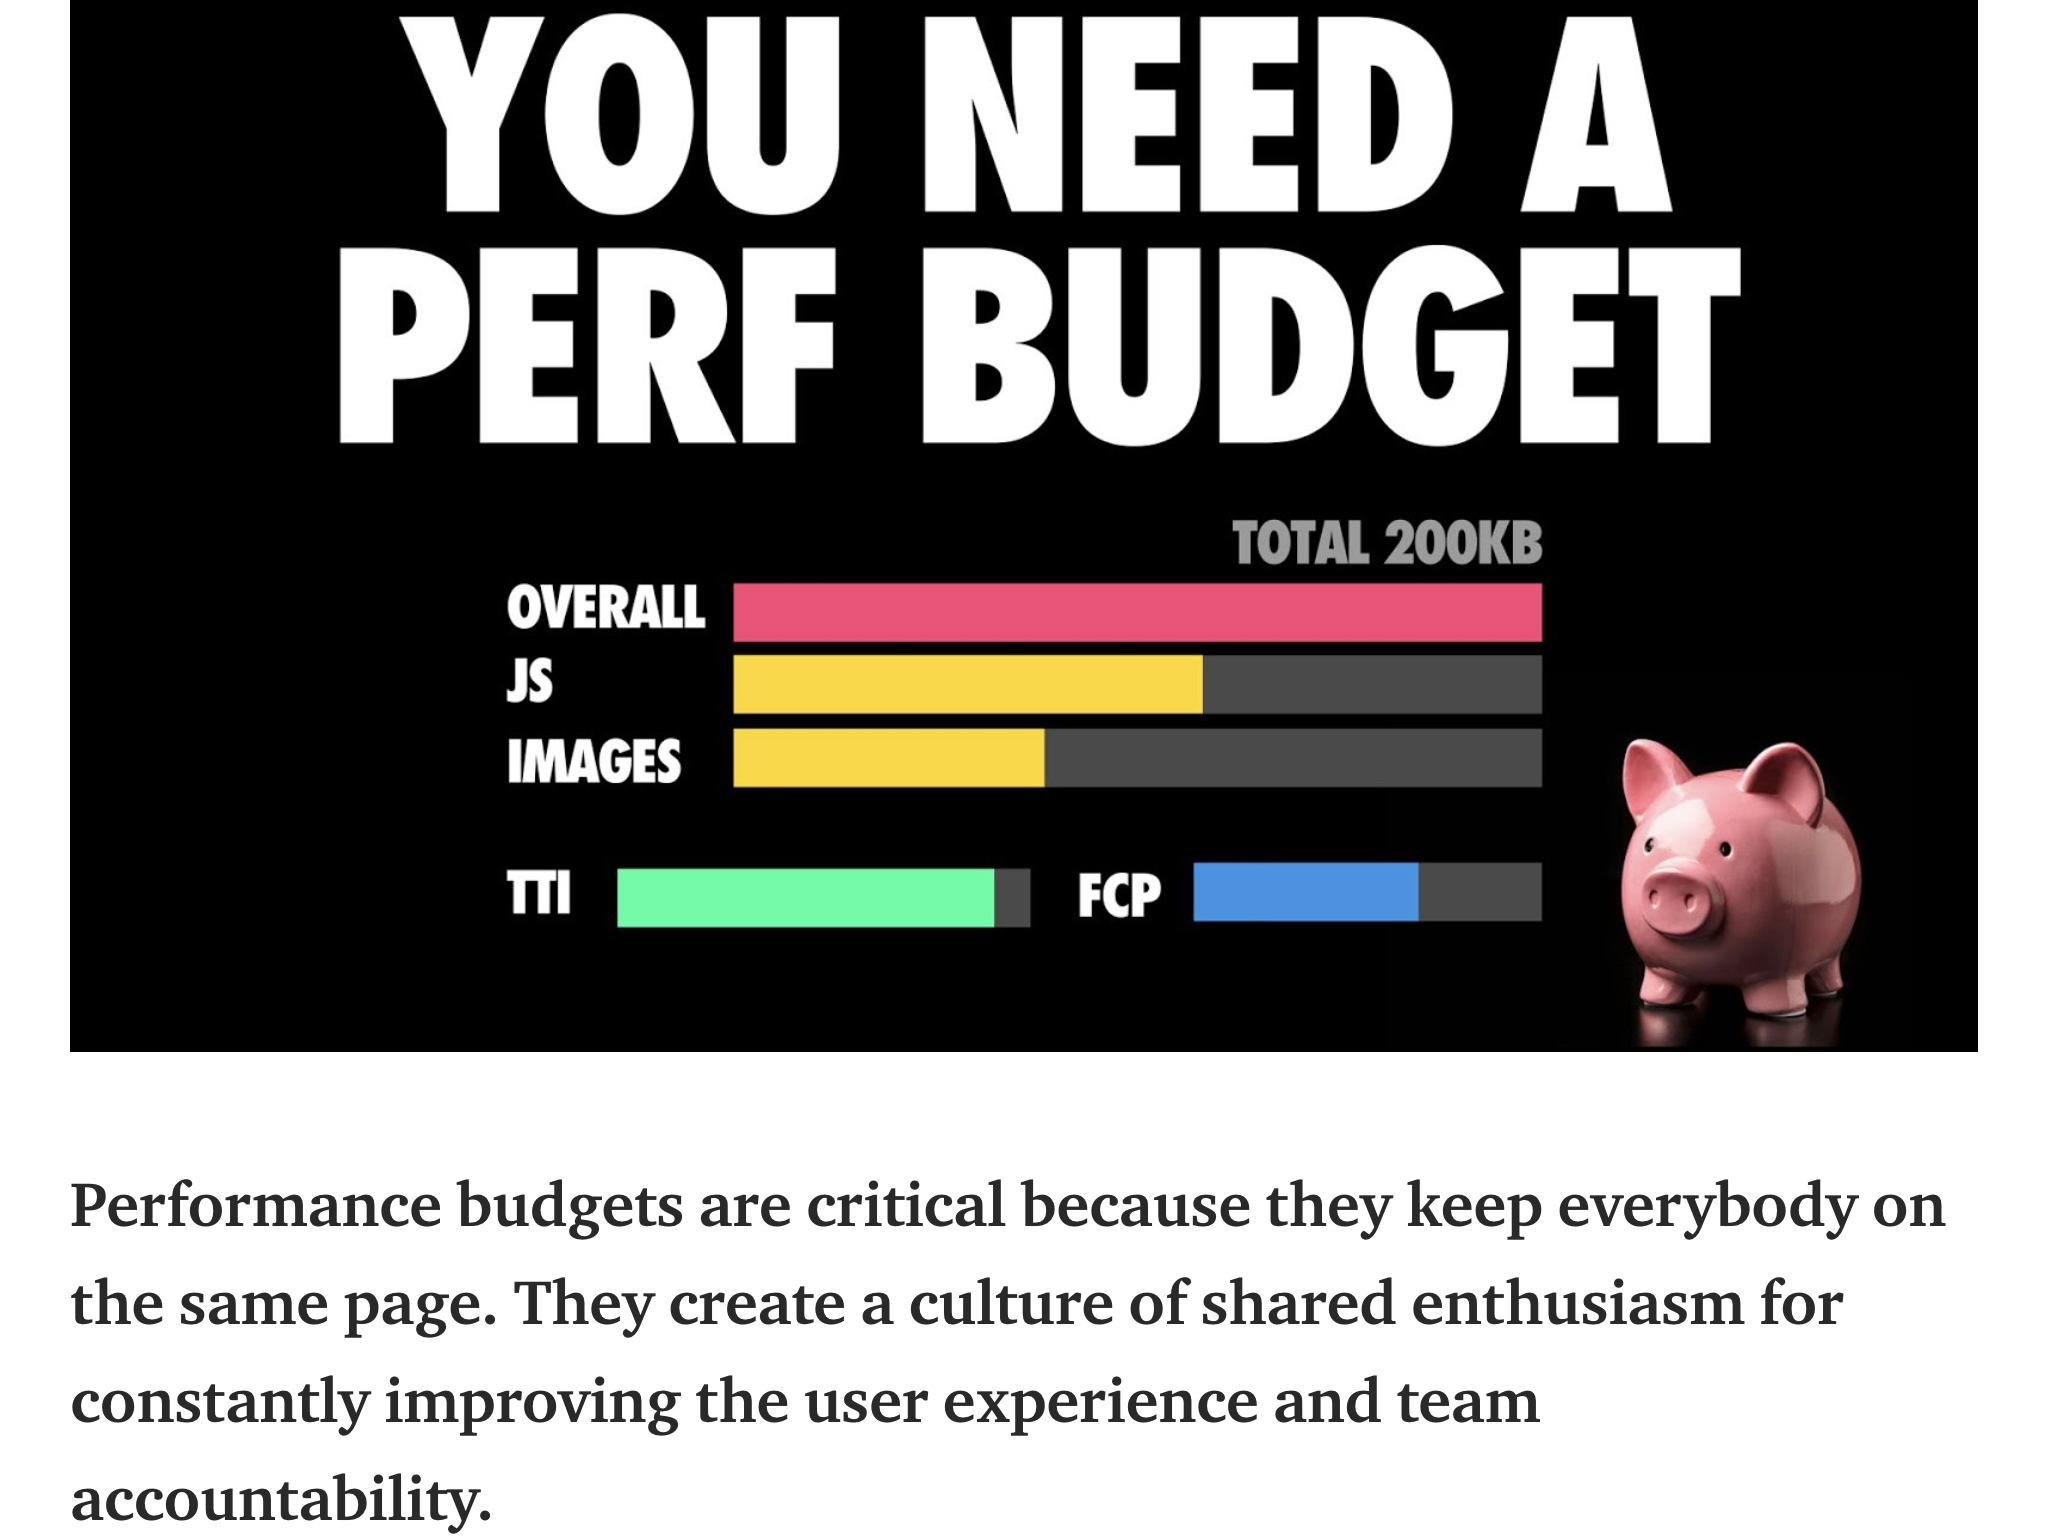 YOU NEED A
PERF BUDGET
TOTAL 200KB
OVERALL
JS
IMAGES
TTI FCP
Performance budgets are critical because they keep everybody on
the same page. They create a culture of shared enthusiasm for
constantly improving the user experience and team
accountability.